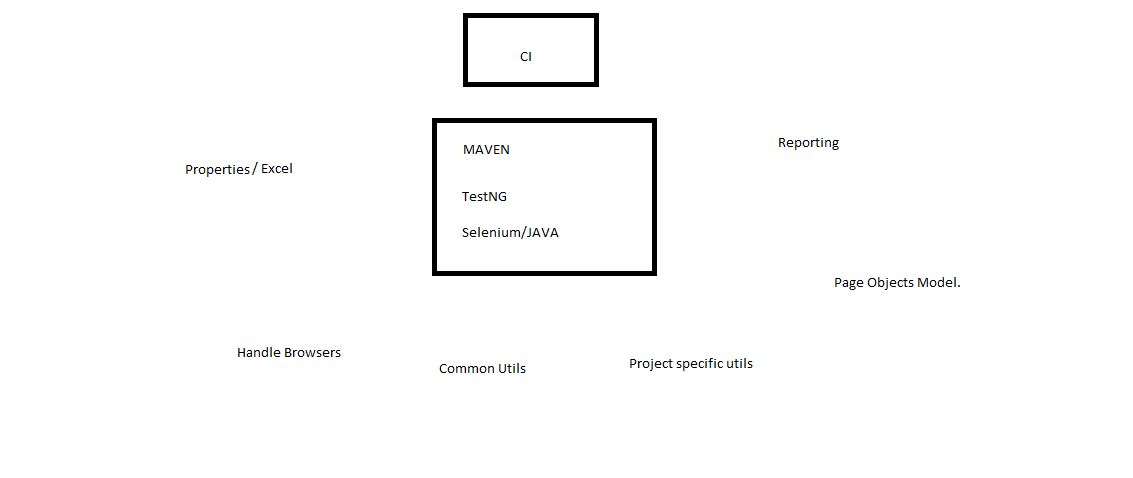 CI
MAVEN
Reporting
Properties / Excel
TestNG
Selenium/JAVA
Page Objects Model.
Handle Browsers
Common Utils
Project specific utils